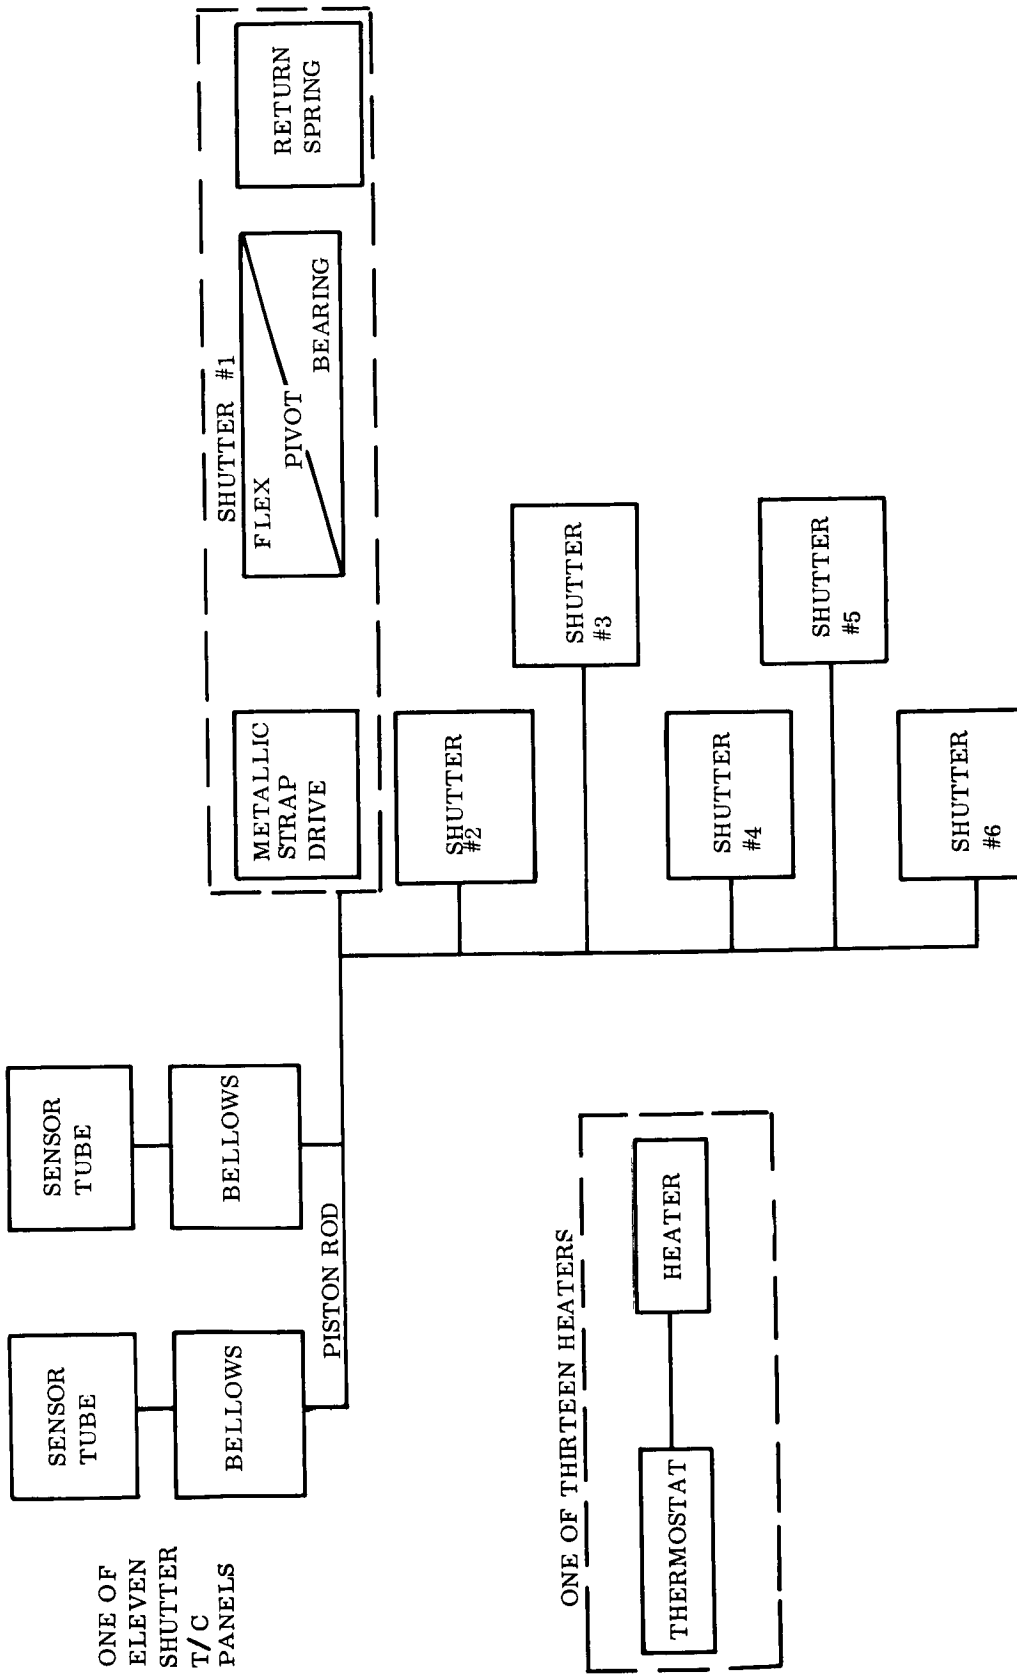 ONE OF
ELEVEN
SHUTTER
T/C
PANELS
SENSOR
TUBE
SENSOR
TUBE
BELLOWS
BELLOWS
PISTON ROD
SHUTTER #1
METALLIC
STRAP
DRIVE
FLEX
PIVOT
BEARING
RETURN
SPRING
SHUTTER
#2
SHUTTER
#3
SHUTTER
#4
SHUTTER
#5
SHUTTER
#6
ONE OF THIRTEEN HEATERS
THERMOSTAT
HEATER